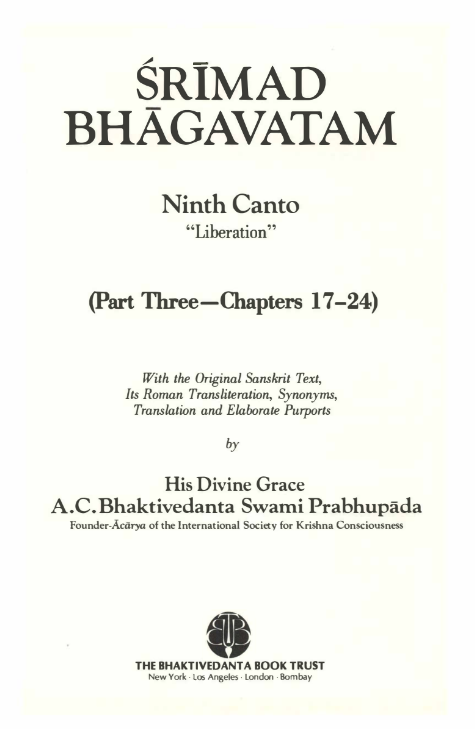 ŚRĪMAD
BHĀGAVATAM
Ninth Canto
“Liberation”
(Part Three—Chapters 17–24)
With the Original Sanskrit Text,
Its Roman Transliteration, Synonyms,
Translation and Elaborate Purports
by
His Divine Grace
A.C. Bhaktivedanta Swami Prabhupāda
Founder-Ācārya of the International Society for Krishna Consciousness
BBT
THE BHAKTIVEDANTA BOOK TRUST
New York · Los Angeles · London · Bombay